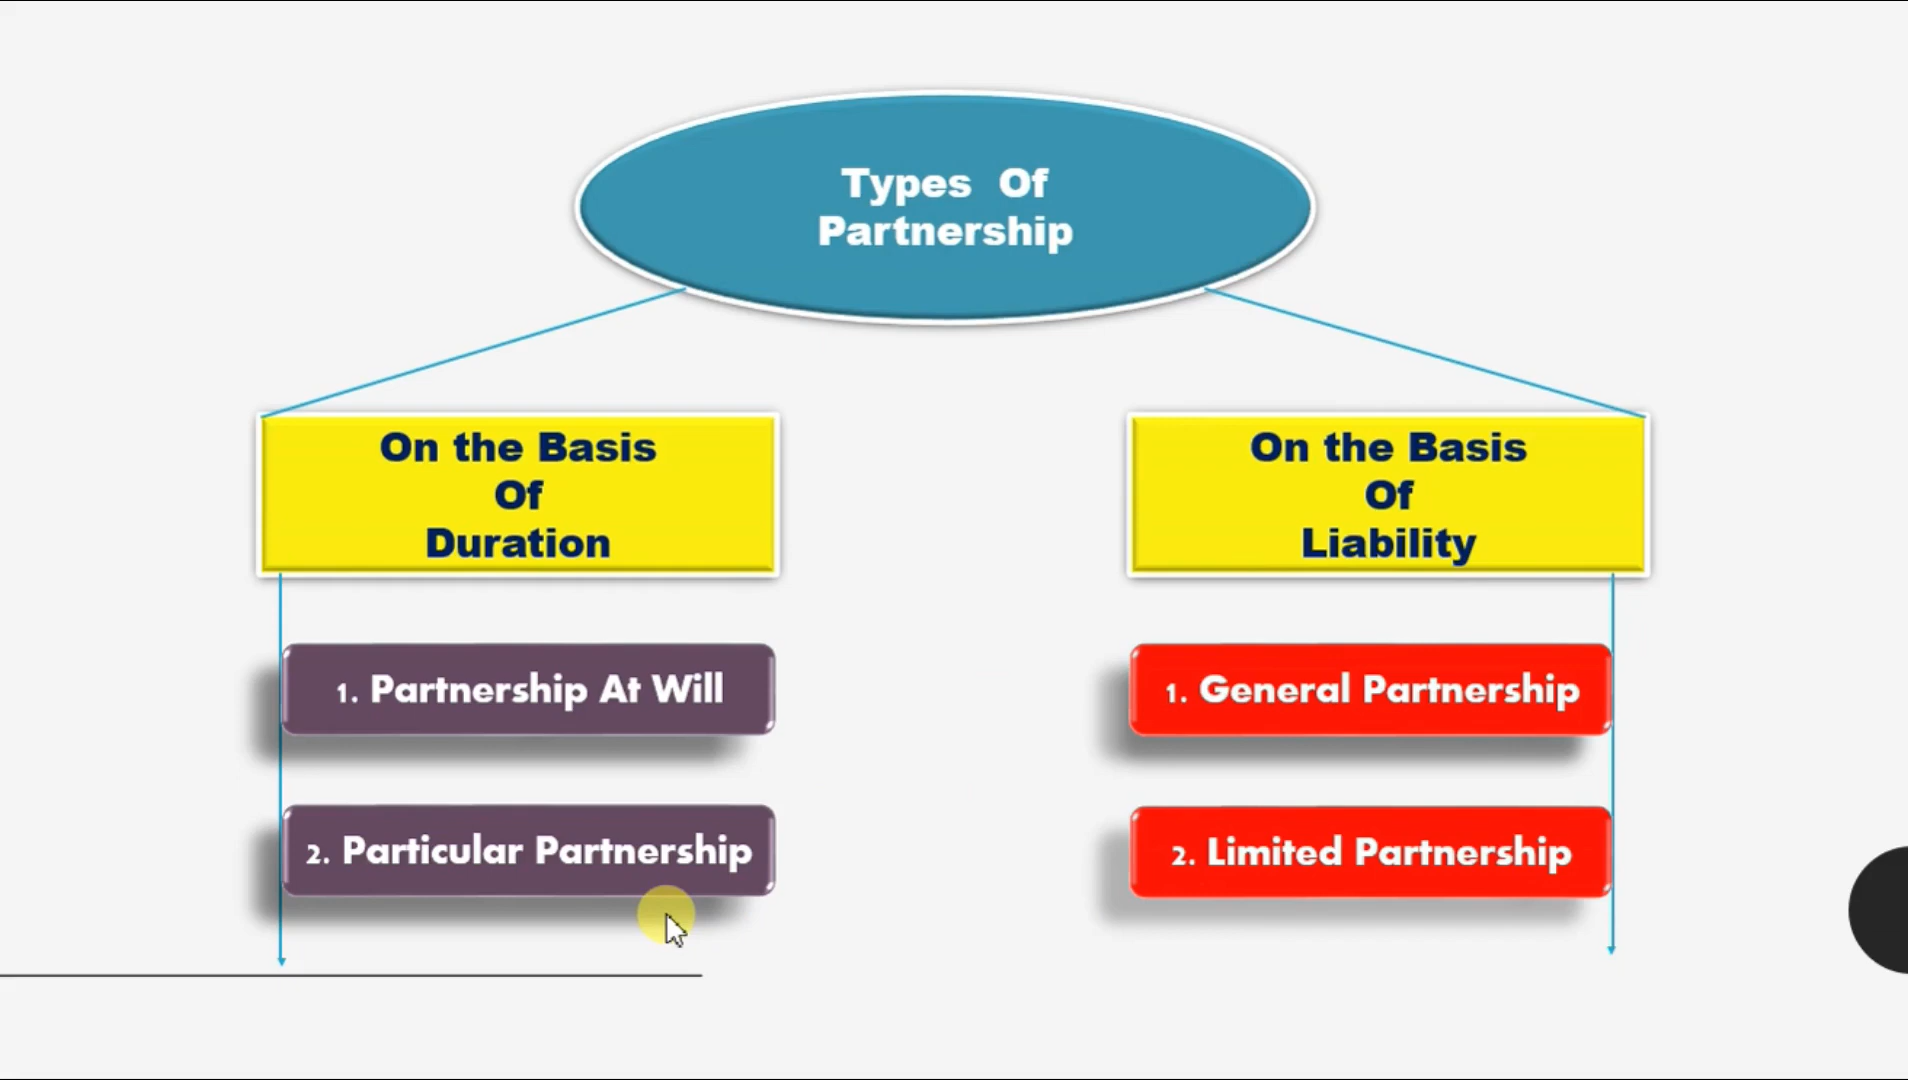 Types Of
Partnership
On the Basis
Of
Duration
1. Partnership At Will
2. Particular Partnership
On the Basis
Of
Liability
1. General Partnership
2. Limited Partnership